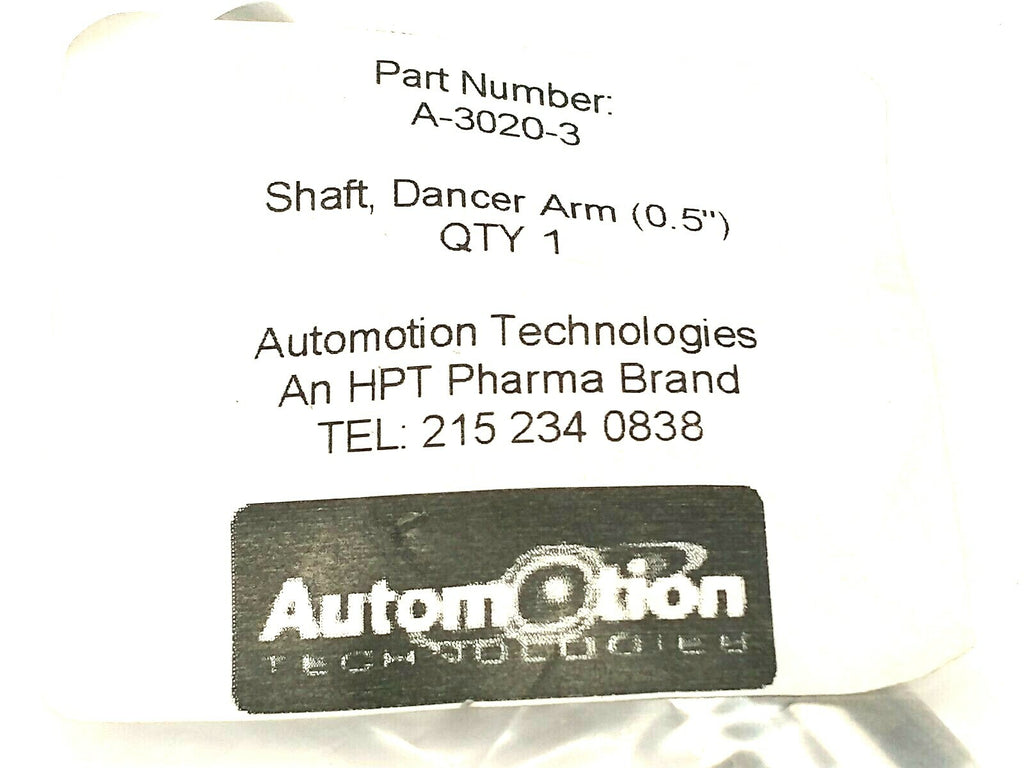 Part Number:
A-3020-3
Shaft, Dancer Arm (0.5")
QTY 1
Automotion Technologies
An HPT Pharma Brand
TEL: 215 234 0838
Automotion
TECHNOLOGIES